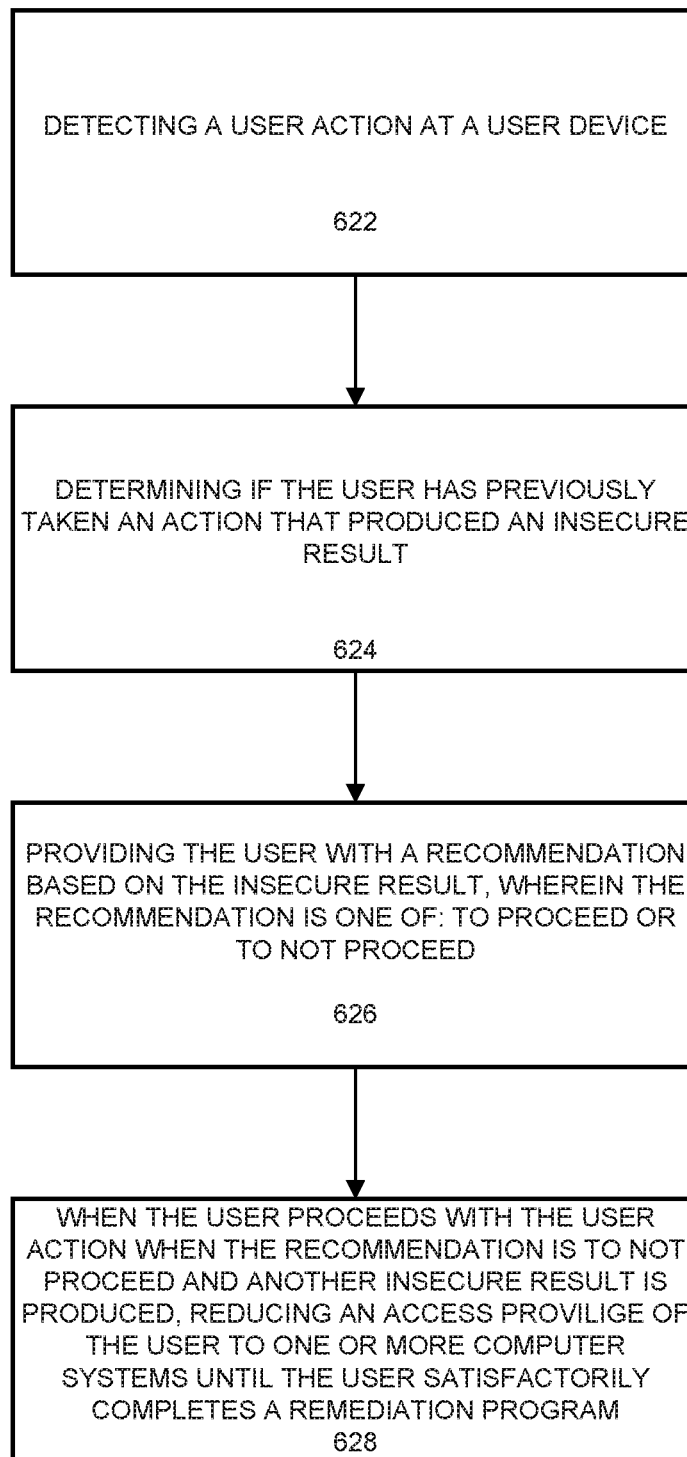 DETECTING A USER ACTION AT A USER DEVICE
622
DETERMINING IF THE USER HAS PREVIOUSLY
TAKEN AN ACTION THAT PRODUCED AN INSECURE
RESULT
624
PROVIDING THE USER WITH A RECOMMENDATION
BASED ON THE INSECURE RESULT, WHEREIN THE
RECOMMENDATION IS ONE OF: TO PROCEED OR
TO NOT PROCEED
626
WHEN THE USER PROCEEDS WITH THE USER
ACTION WHEN THE RECOMMENDATION IS TO NOT
PROCEED AND ANOTHER INSECURE RESULT IS
PRODUCED, REDUCING AN ACCESS PROVILIGE OF
THE USER TO ONE OR MORE COMPUTER
SYSTEMS UNTIL THE USER SATISFACTORILY
COMPLETES A REMEDIATION PROGRAM
628